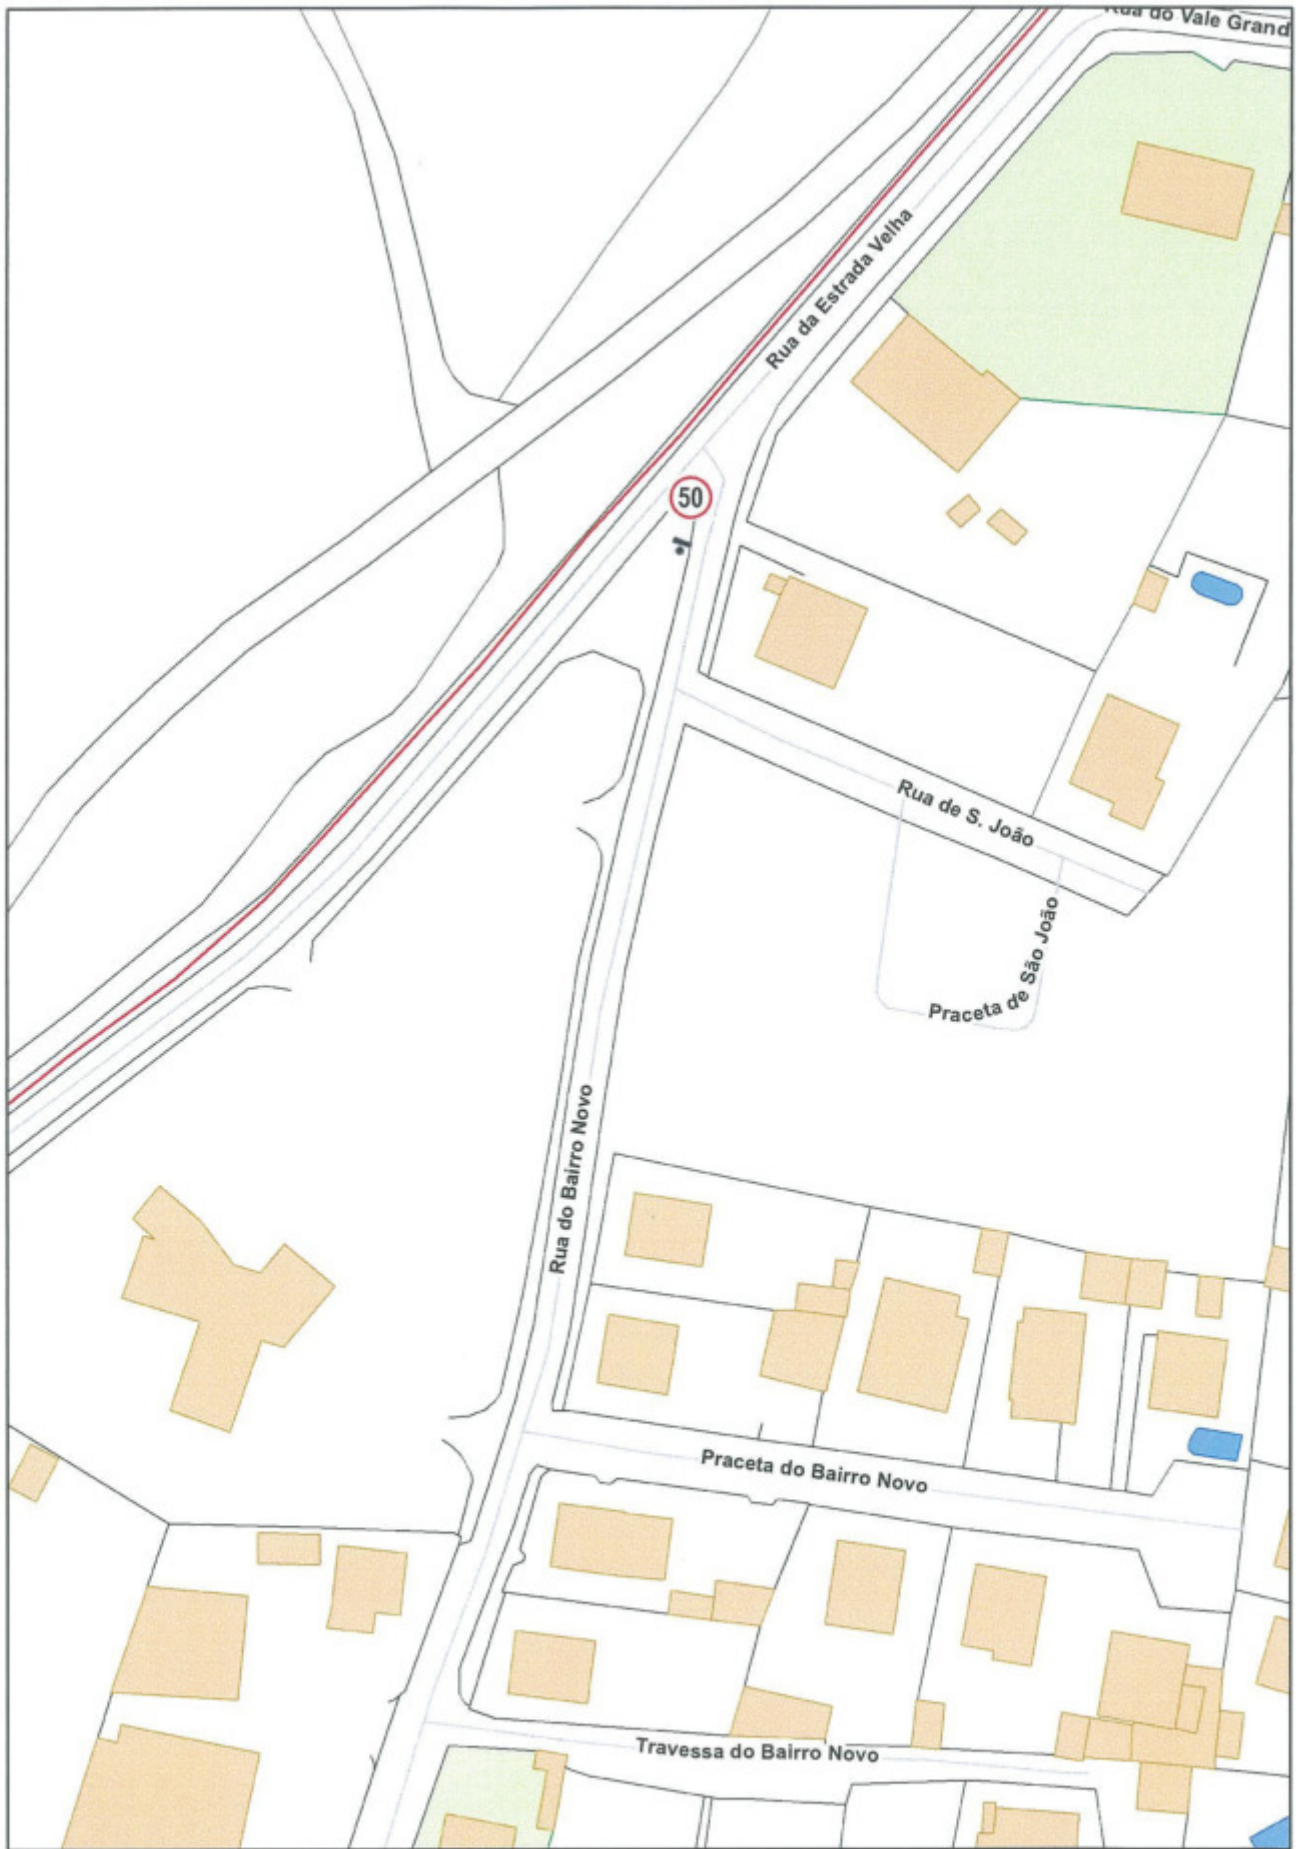 Rua do Vale Grand
Rua da Estrada Velha
50
Rua de S. João
Praceta de São João
Rua do Bairro Novo
Praceta do Bairro Novo
Travessa do Bairro Novo